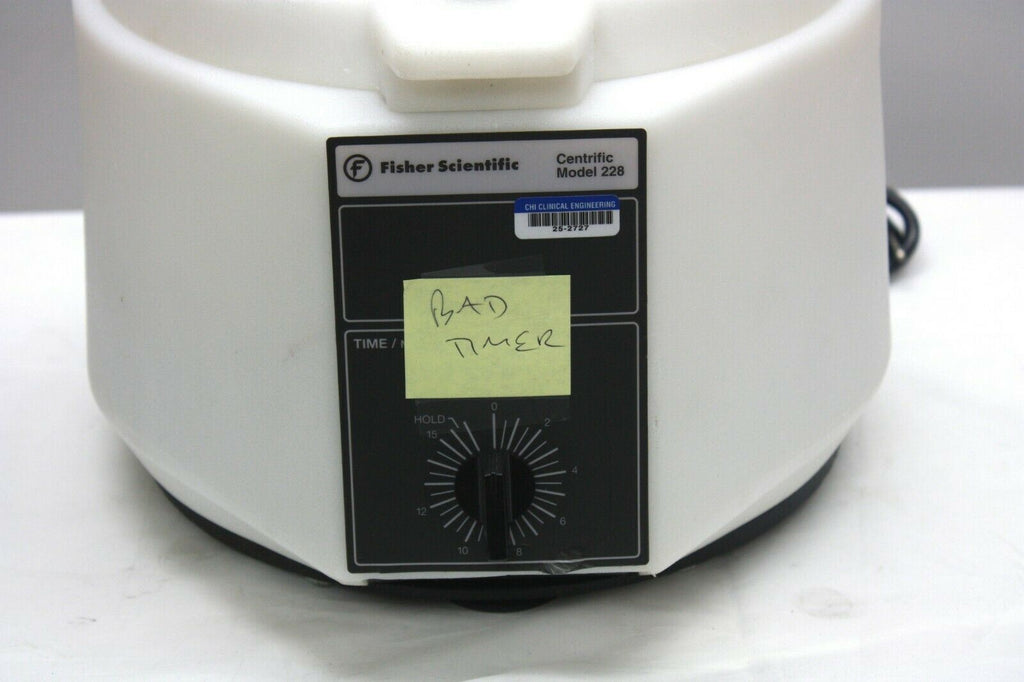 Fisher Scientific
Centrific
Model 228
CHI CLINICAL ENGINEERING
25-2727
BAD
TIMER
TIME /
HOLD
0
2
4
6
8
10
12
15